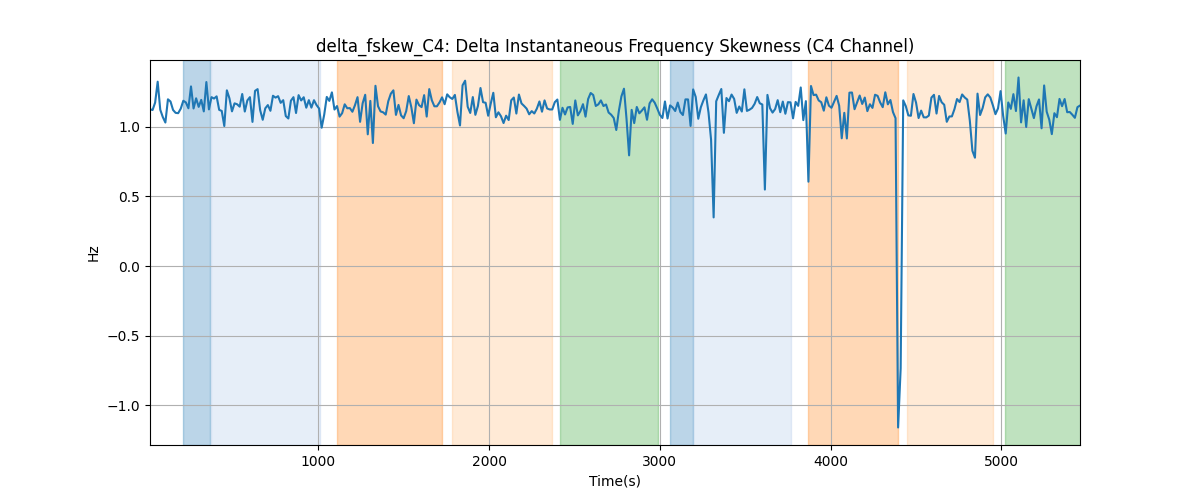 delta_fskew_C4: Delta Instantaneous Frequency Skewness (C4 Channel)
Hz
1.0
0.5
0.0
−0.5
−1.0
1000 2000 3000 4000 5000
Time(s)